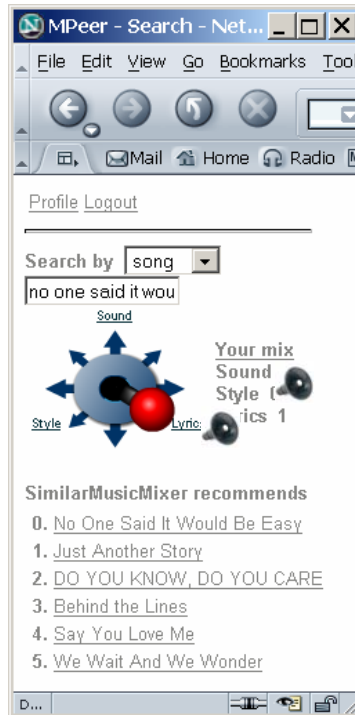 MPeer - Search - Net...
File Edit View Go Bookmarks Tool
Mail Home Radio
Profile Logout
Search by song
no one said it wou
Sound
Style
Lyric
Your mix
Sound
Style
rics 1
SimilarMusicMixer recommends
0. No One Said It Would Be Easy
1. Just Another Story
2. DO YOU KNOW, DO YOU CARE
3. Behind the Lines
4. Say You Love Me
5. We Wait And We Wonder
D...